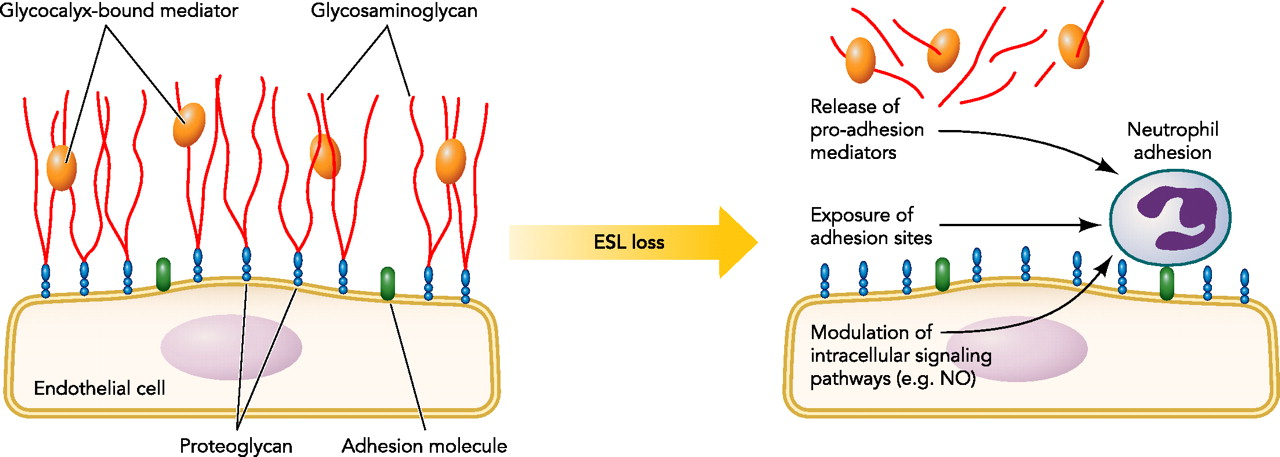 Glycocalyx-bound mediator
Glycosaminoglycan
Endothelial cell
Proteoglycan
Adhesion molecule
ESL loss
Release of
pro-adhesion
mediators
Neutrophil
adhesion
Exposure of
adhesion sites
Modulation of
intracellular signaling
pathways (e.g. NO)